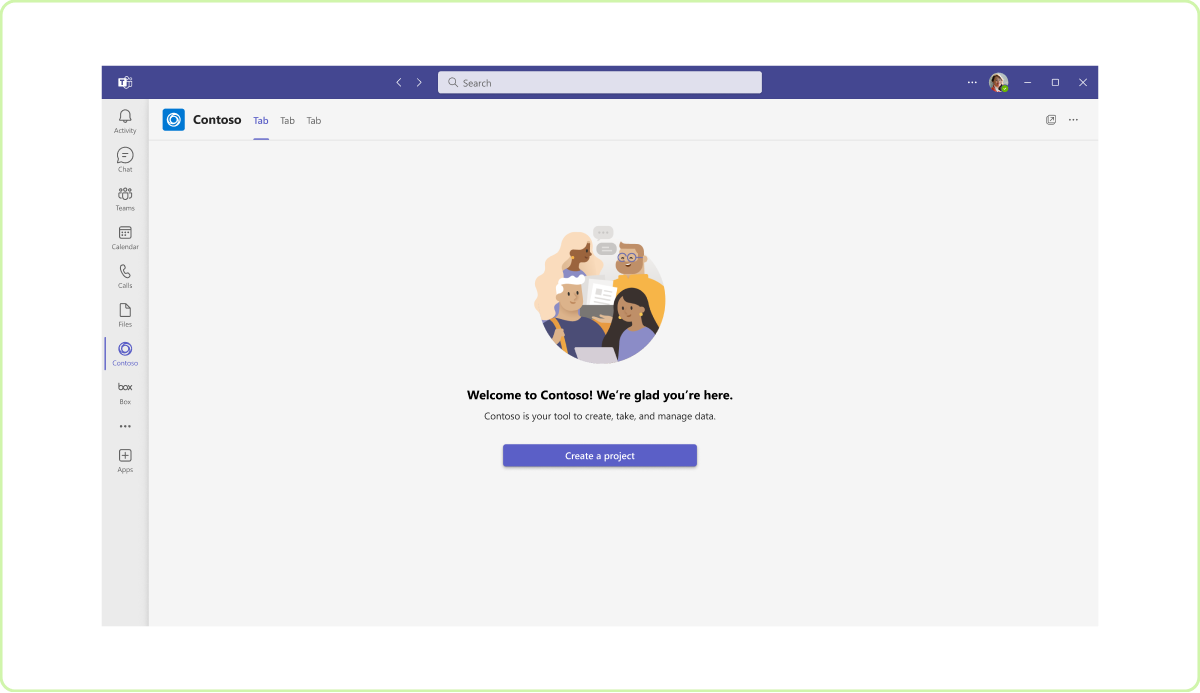 Search
Contoso
Tab
Tab
Tab
Activity
Chat
Teams
Calendar
Calls
Files
Contoso
box
Box
Apps
Welcome to Contoso! We’re glad you’re here.
Contoso is your tool to create, take, and manage data.
Create a project